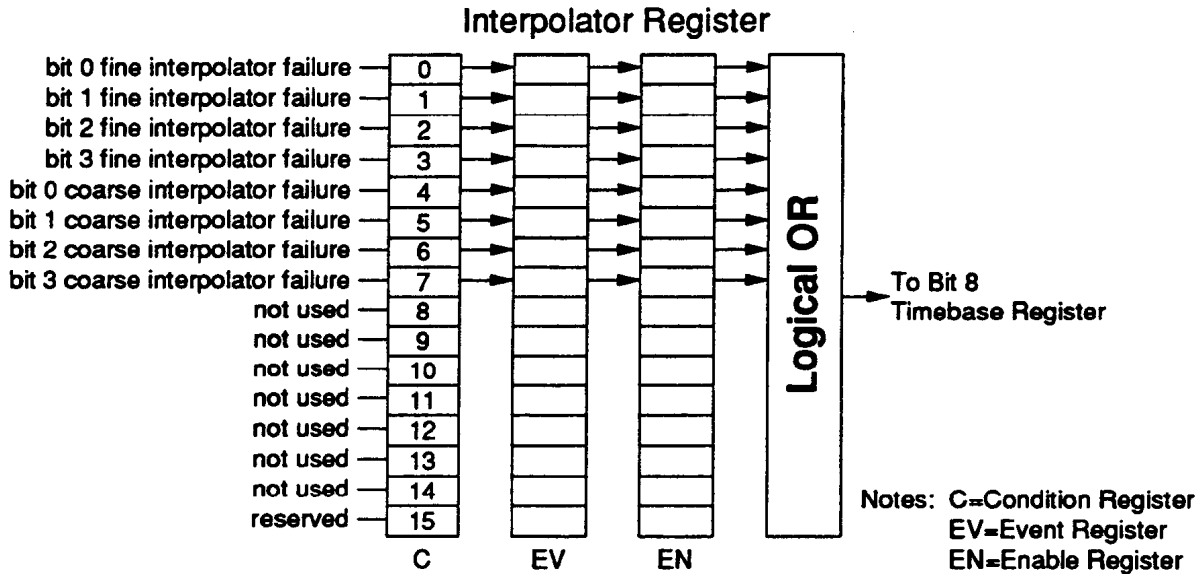 Interpolator Register
bit 0 fine interpolator failure 0
bit 1 fine interpolator failure 1
bit 2 fine interpolator failure 2
bit 3 fine interpolator failure 3
bit 0 coarse interpolator failure 4
bit 1 coarse interpolator failure 5
bit 2 coarse interpolator failure 6
bit 3 coarse interpolator failure 7
not used 8
not used 9
not used 10
not used 11
not used 12
not used 13
not used 14
reserved 15
C EV EN
Logical OR
To Bit 8
Timebase Register
Notes: C=Condition Register
EV=Event Register
EN=Enable Register